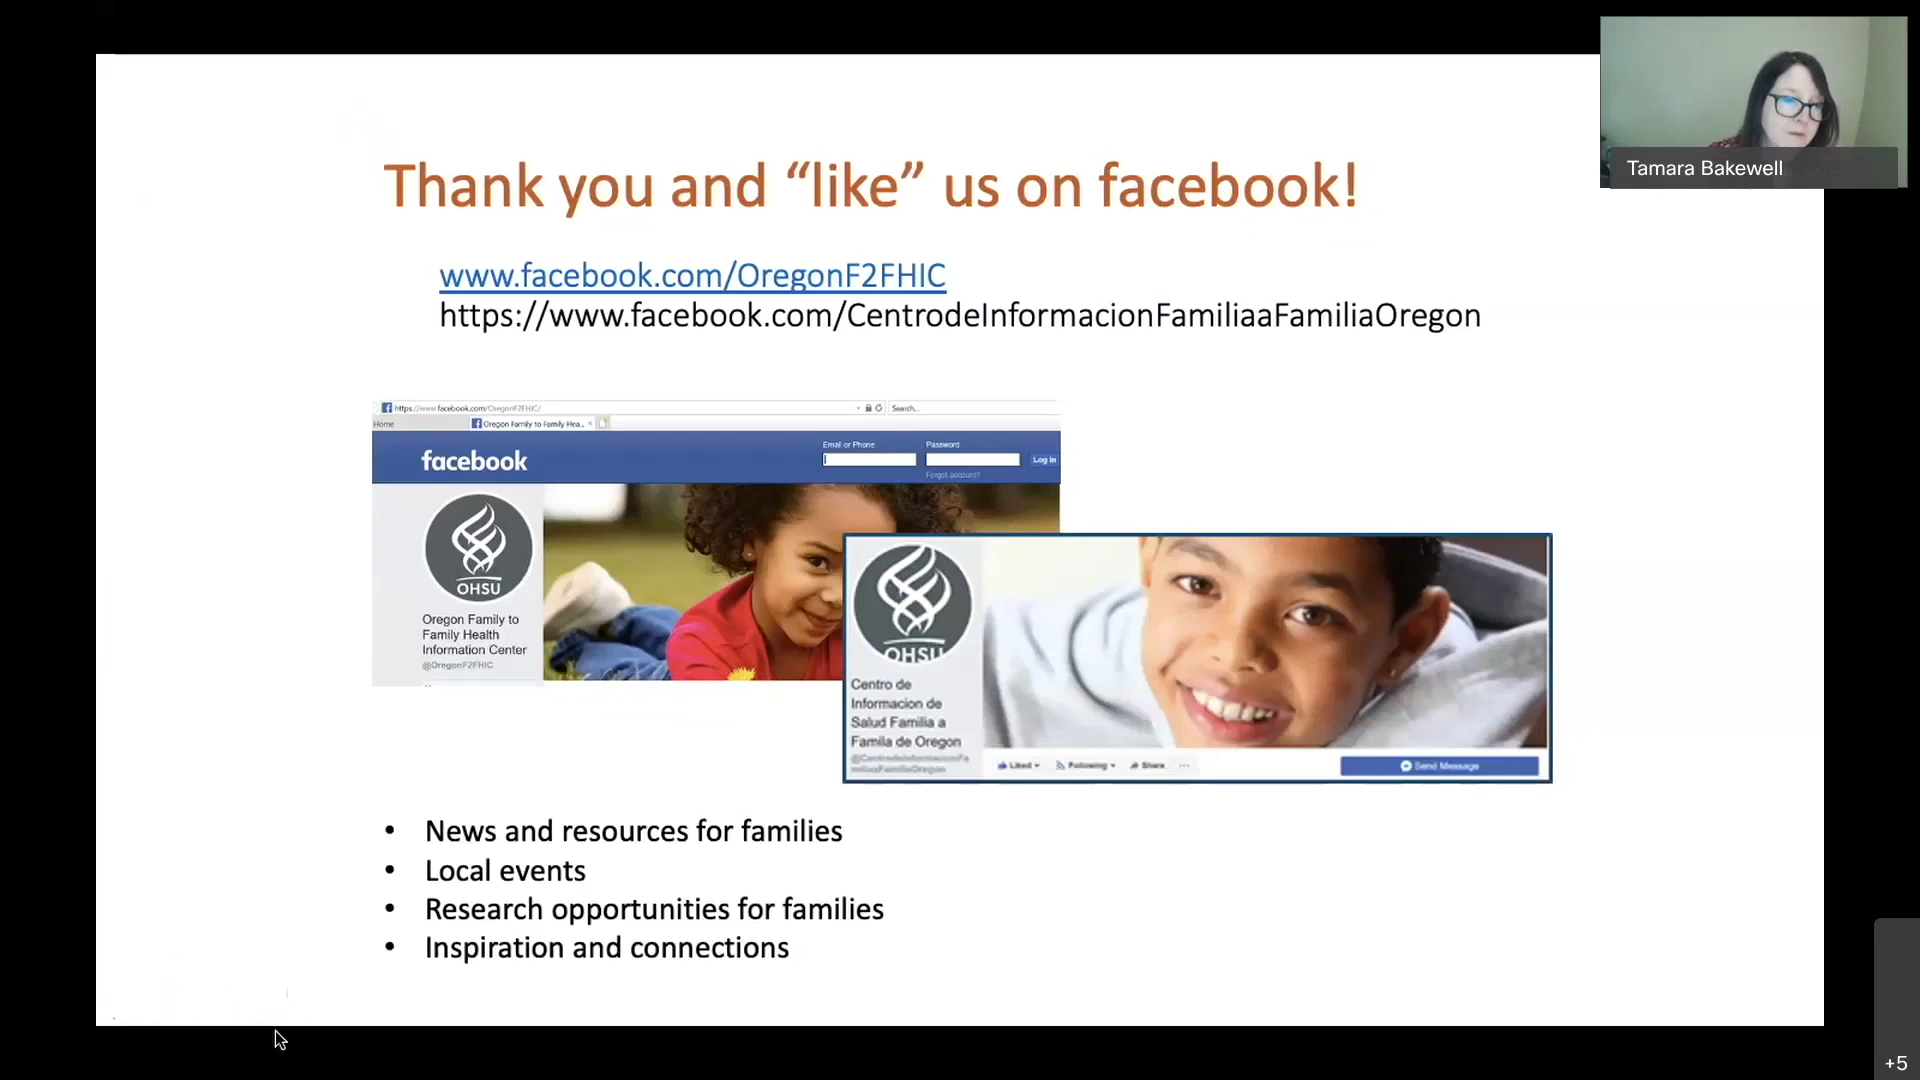 Tamara Bakewell
Thank you and “like” us on facebook!
www.facebook.com/OregonF2FHIC
https://www.facebook.com/CentrodeInformacionFamiliaaFamiliaOregon
https://www.facebook.com/OregonF2FHIC/
Search...
Home
Oregon Family to Family Hea...
facebook
Email or Phone
Password
Log In
Forgot account?
OHSU
Oregon Family to
Family Health
Information Center
@OregonF2FHIC
OHSU
Centro de
Informacion de
Salud Familia a
Famila de Oregon
@CentrodeInformacionFa
miliaaFamiliaOregon
Liked
Following
Share
...
Send Message
• News and resources for families
• Local events
• Research opportunities for families
• Inspiration and connections
+5